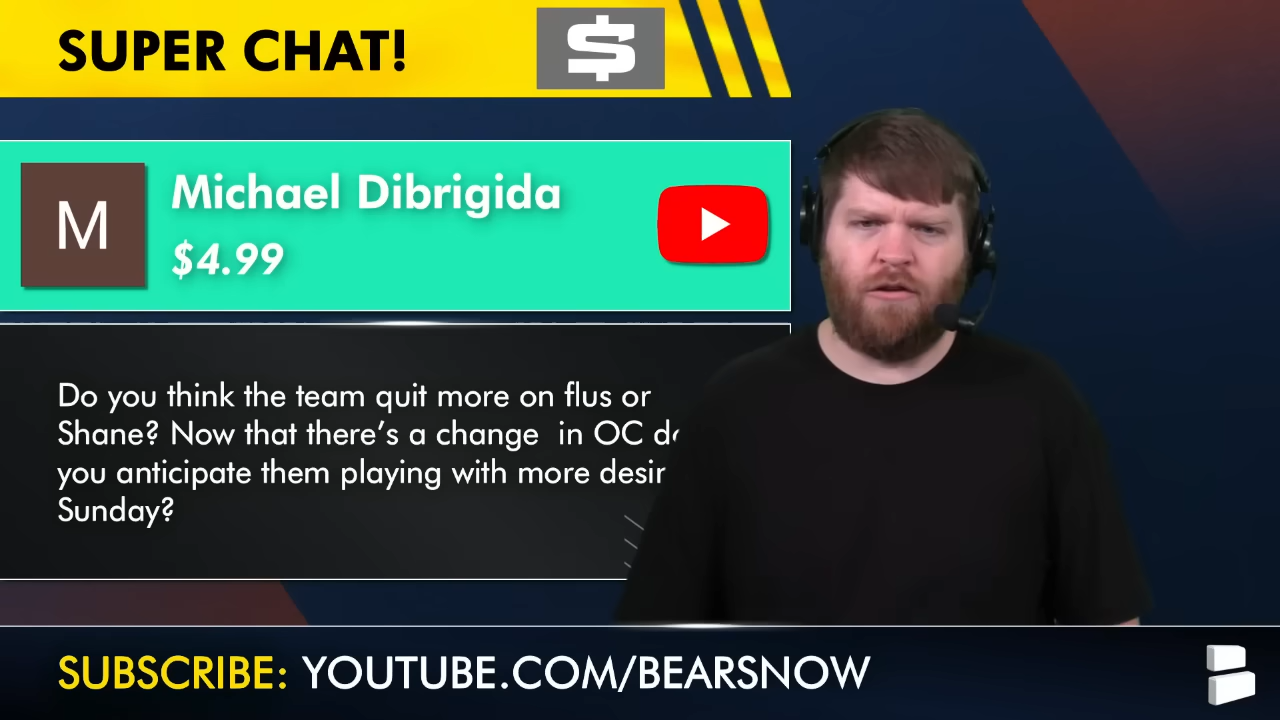 SUPER CHAT!
$
M
Michael Dibrigida
$4.99
Do you think the team quit more on flus or
Shane? Now that there's a change in OC
you anticipate them playing with more
Sunday?
SUBSCRIBE: YOUTUBE.COM/BEARSNOW